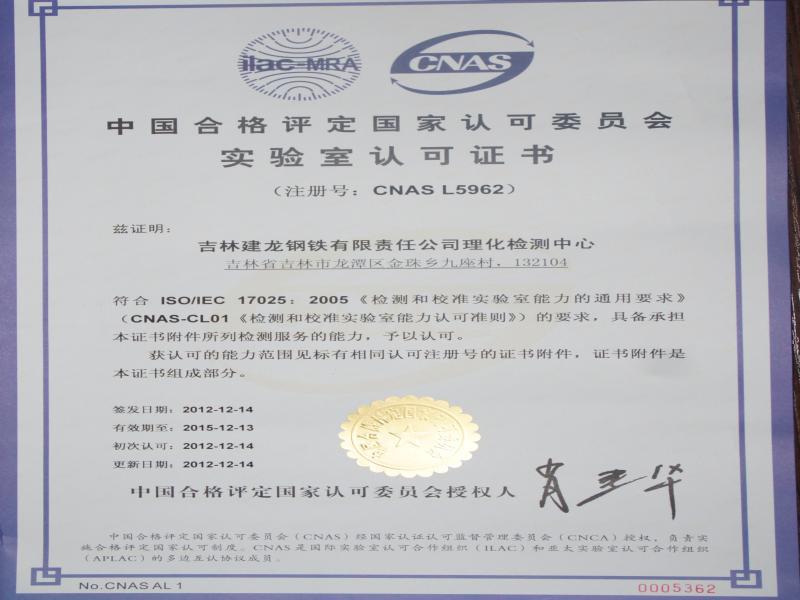 ilac-MRA
CNAS
中国合格评定国家认可委员会
实验室认可证书
（注册号：CNAS L5962）
兹证明：
吉林建龙钢铁有限责任公司理化检测中心
吉林省吉林市龙潭区金珠乡九座村，132104
符合 ISO/IEC 17025：2005《检测和校准实验室能力的通用要求》
（CNAS-CL01《检测和校准实验室能力认可准则》）的要求，具备承担
本证书附件所列检测服务的能力，予以认可。
获认可的能力范围见标有相同认可注册号的证书附件，证书附件是
本证书组成部分。
签发日期：2012-12-14
有效期至：2015-12-13
初次认可：2012-12-14
更新日期：2012-12-14
中国合格评定国家认可委员会授权人
中国合格评定国家认可委员会（CNAS）经国家认证认可监督管理委员会（CNCA）授权，负责实
施合格评定国家认可制度。CNAS是国际实验室认可合作组织（ILAC）和亚太实验室认可合作组织
（APLAC）的多边互认协议成员。
No.CNAS AL 1
0005362